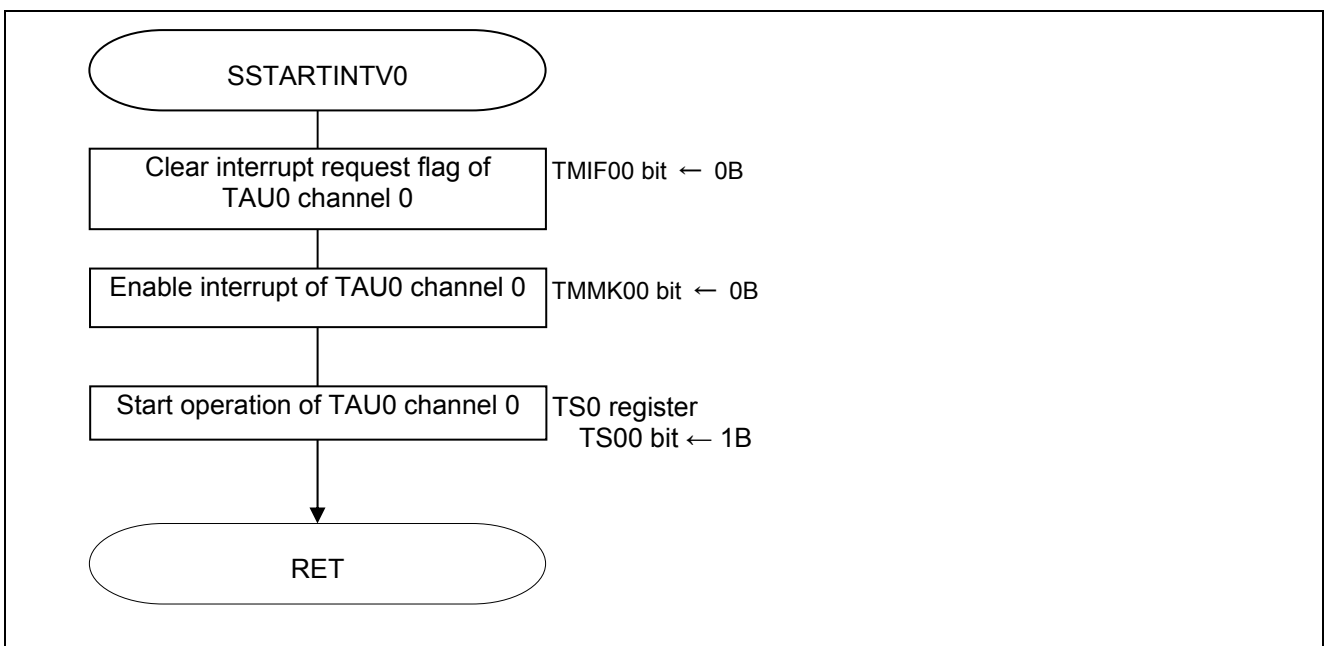 SSTARTINTV0
Clear interrupt request flag of
TAU0 channel 0
TMIF00 bit ← 0B
Enable interrupt of TAU0 channel 0
TMMK00 bit ← 0B
Start operation of TAU0 channel 0
TS0 register
TS00 bit ← 1B
RET